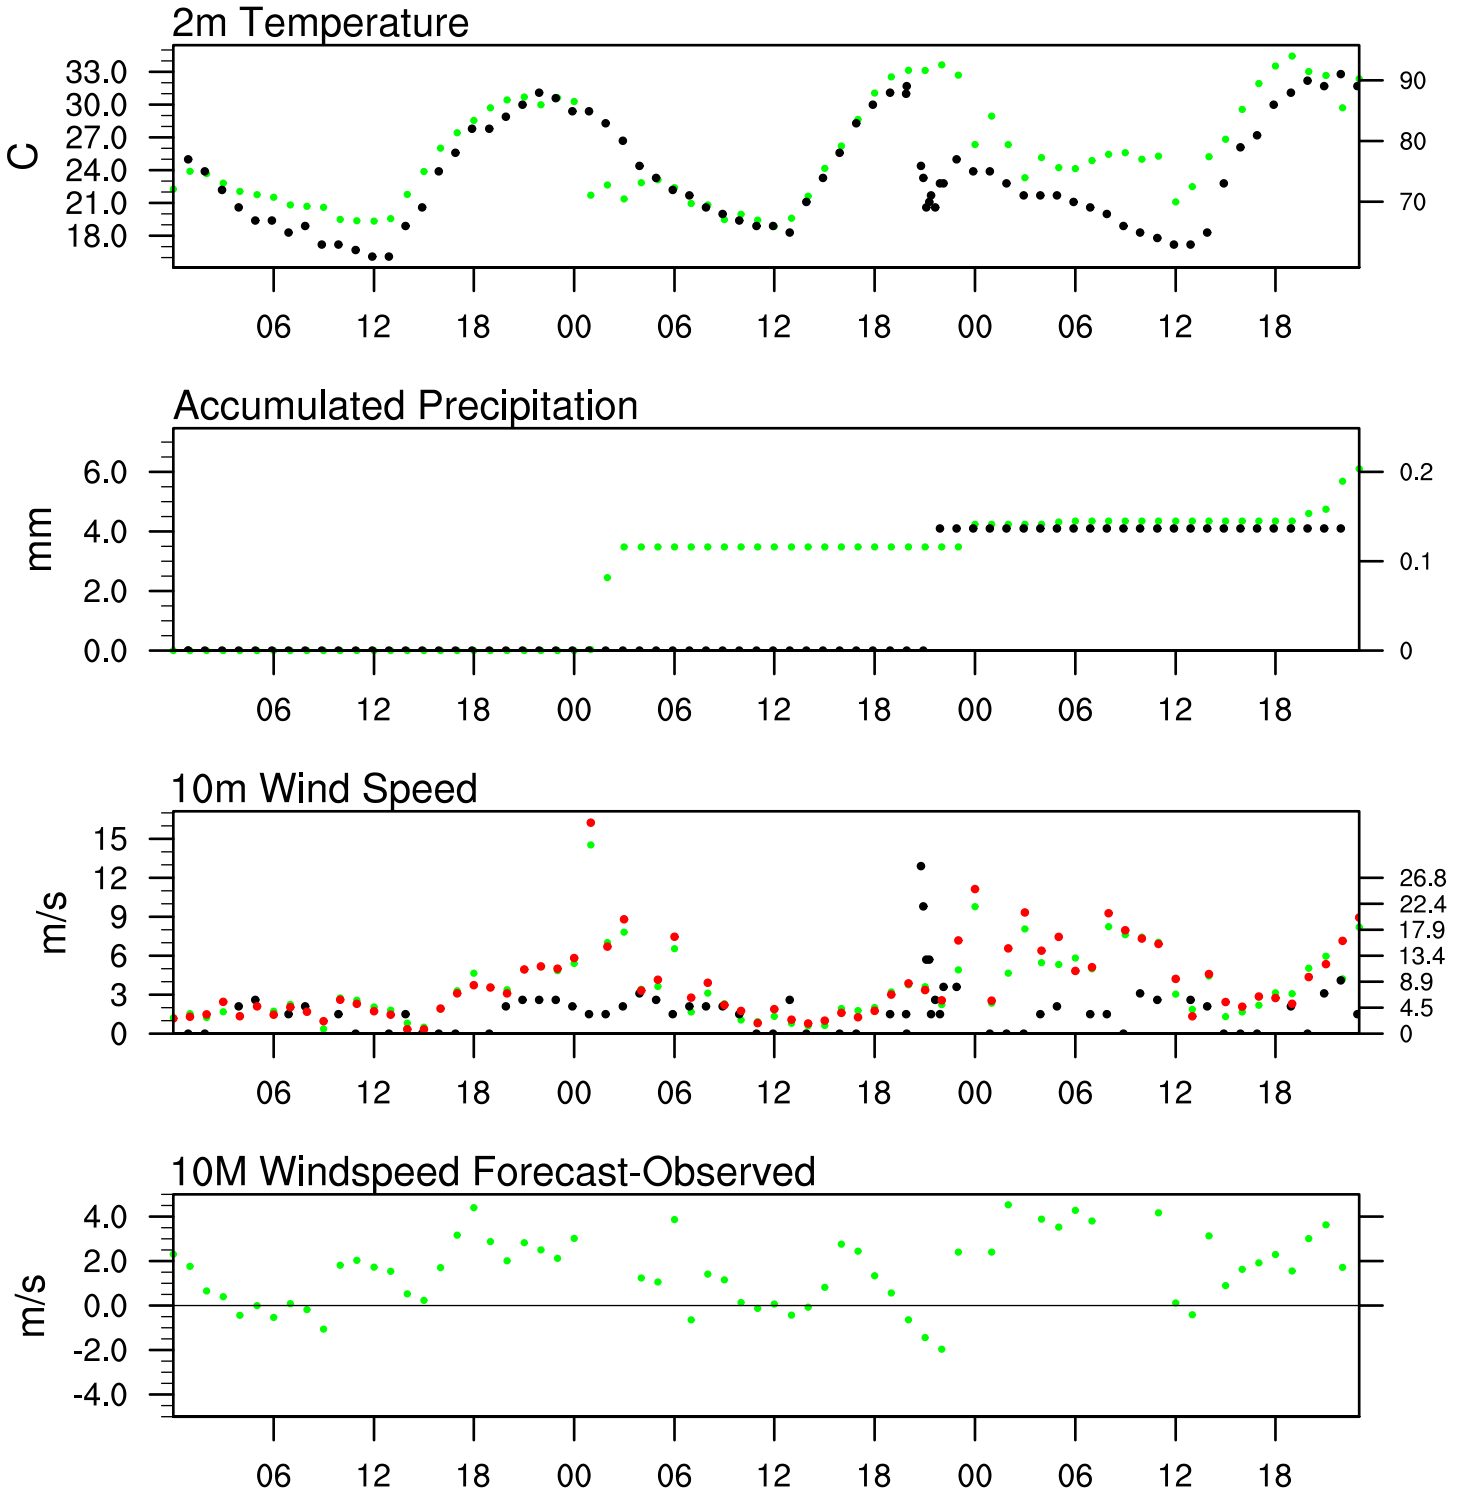 2m Temperature
33.0
30.0
27.0
24.0
21.0
18.0
C
90
80
70
06 12 18 00 06 12 18 00 06 12 18
Accumulated Precipitation
6.0
4.0
2.0
0.0
mm
0.2
0.1
0
06 12 18 00 06 12 18 00 06 12 18
10m Wind Speed
15
12
9
6
3
0
m/s
26.8
22.4
17.9
13.4
8.9
4.5
0
06 12 18 00 06 12 18 00 06 12 18
10M Windspeed Forecast-Observed
4.0
2.0
0.0
-2.0
-4.0
m/s
06 12 18 00 06 12 18 00 06 12 18